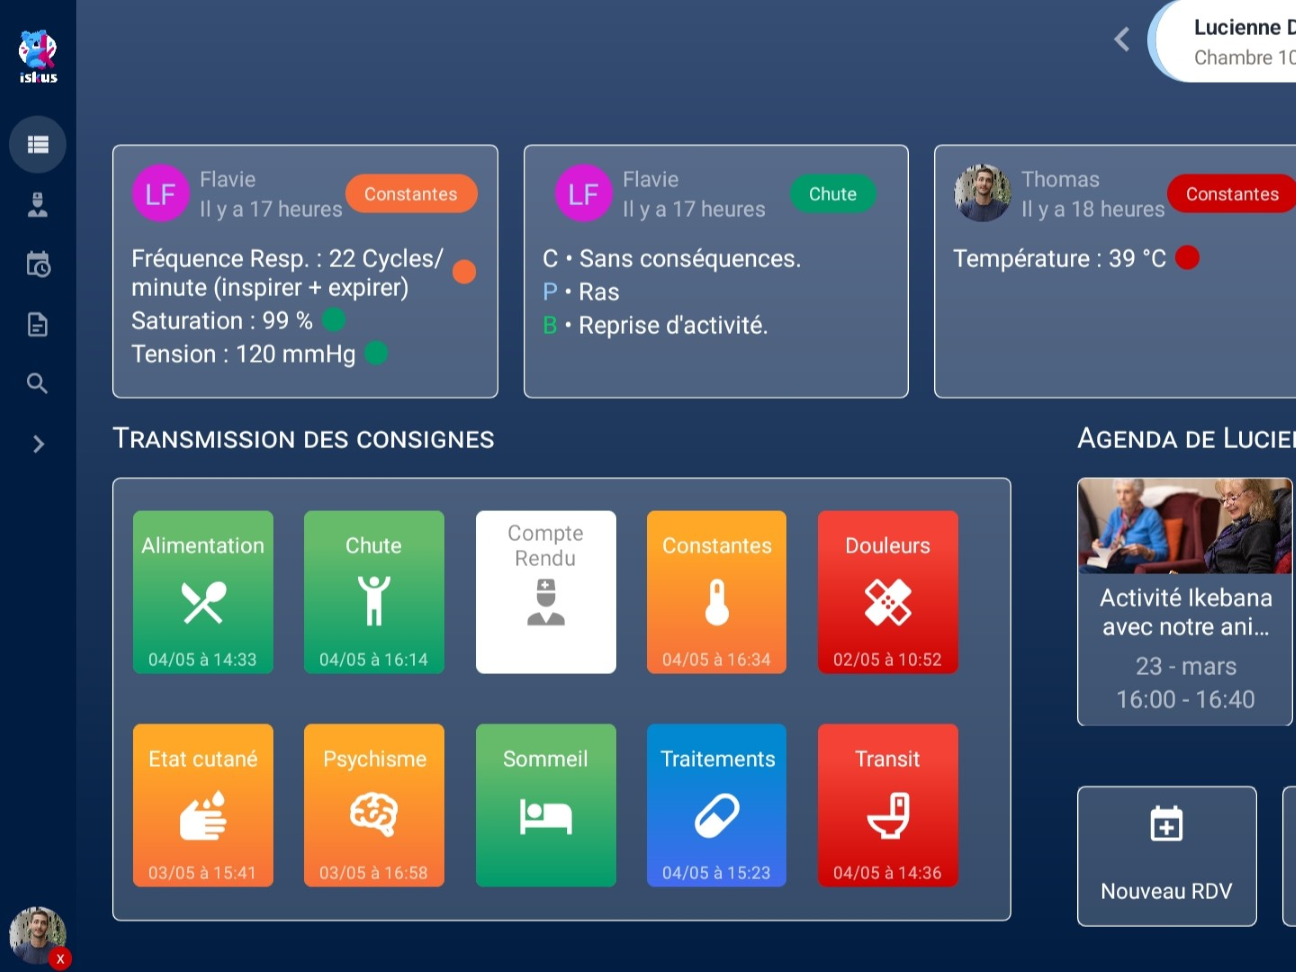 iskus
Lucienne
Chambre 10
LF
Flavie
Il y a 17 heures
Constantes
Fréquence Resp. : 22 Cycles/
minute (inspirer + expirer)
Saturation : 99 %
Tension : 120 mmHg
LF
Flavie
Il y a 17 heures
Chute
C • Sans conséquences.
P • Ras
B • Reprise d'activité.
Thomas
Il y a 18 heures
Constantes
Température : 39 °C
TRANSMISSION DES CONSIGNES
Alimentation
04/05 à 14:33
Chute
04/05 à 16:14
Compte
Rendu
Constantes
04/05 à 16:34
Douleurs
02/05 à 10:52
Etat cutané
03/05 à 15:41
Psychisme
03/05 à 16:58
Sommeil
Traitements
04/05 à 15:23
Transit
04/05 à 14:36
AGENDA DE
Activité Ikebana
avec notre ani...
23 - mars
16:00 - 16:40
Nouveau RDV
x